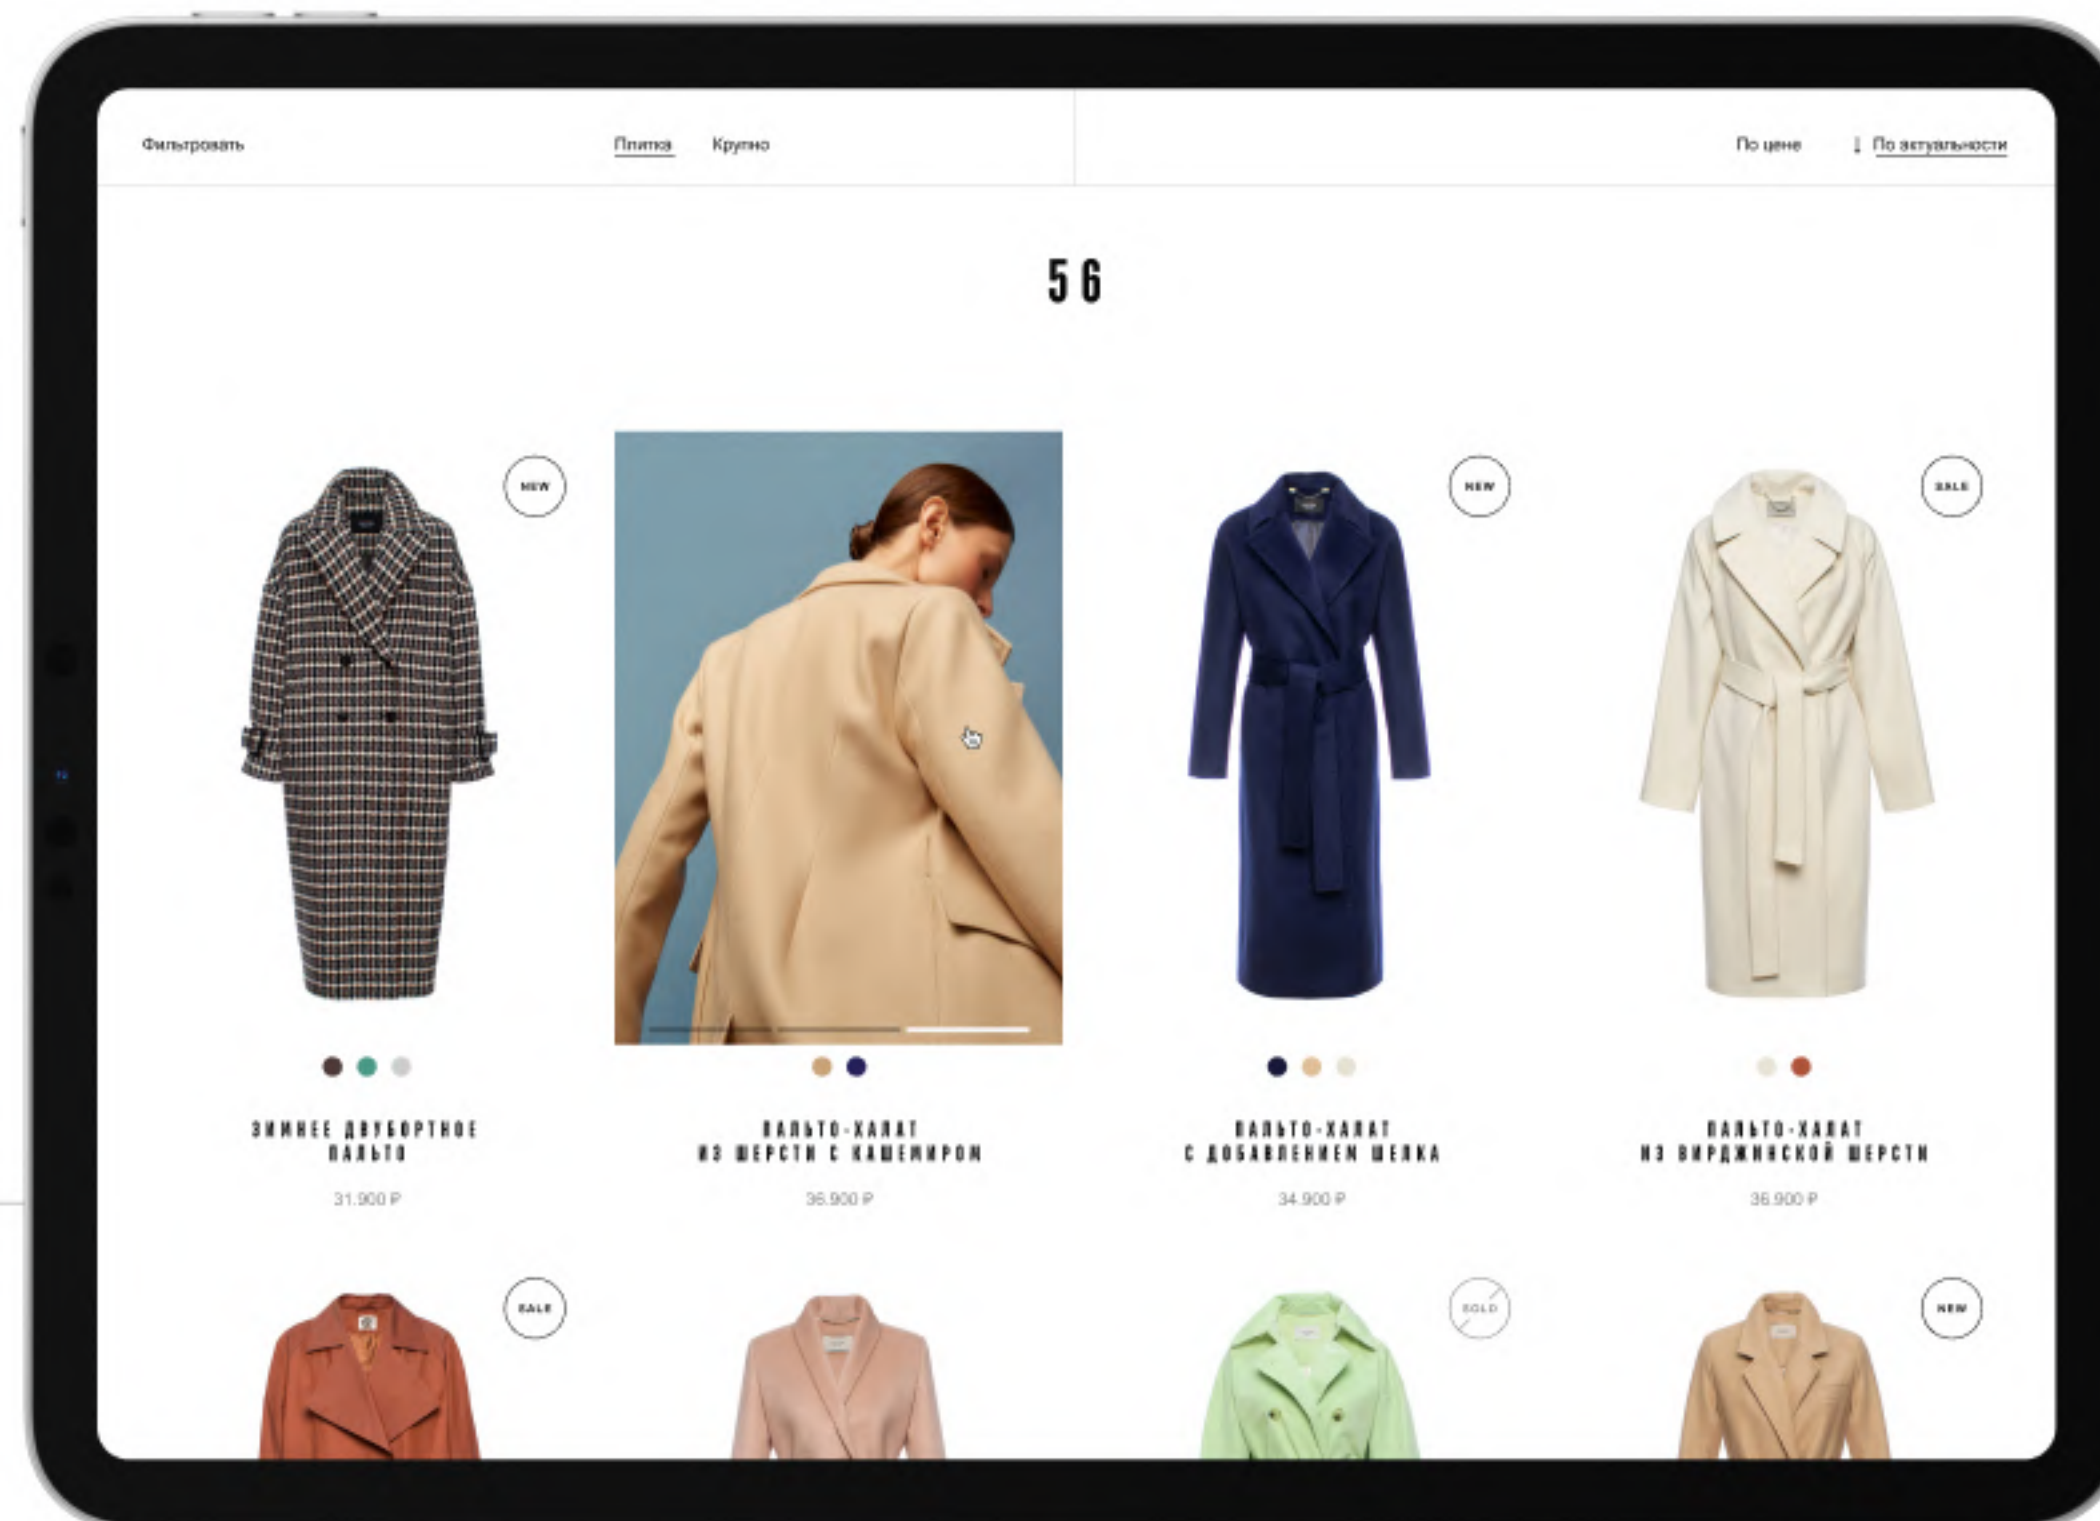 Фильтровать
Плитка
Крупно
По цене
↓ По актуальности
56
NEW
NEW
SALE
ЗИМНЕЕ ДВУБОРТНОЕ
ПАЛЬТО
31.900 ₽
ПАЛЬТО-ХАЛАТ
ИЗ ШЕРСТИ С КАШЕМИРОМ
36.900 ₽
ПАЛЬТО-ХАЛАТ
С ДОБАВЛЕНИЕМ ШЕЛКА
34.900 ₽
ПАЛЬТО-ХАЛАТ
ИЗ ВИРДЖИНСКОЙ ШЕРСТИ
36.900 ₽
SALE
SOLD
NEW